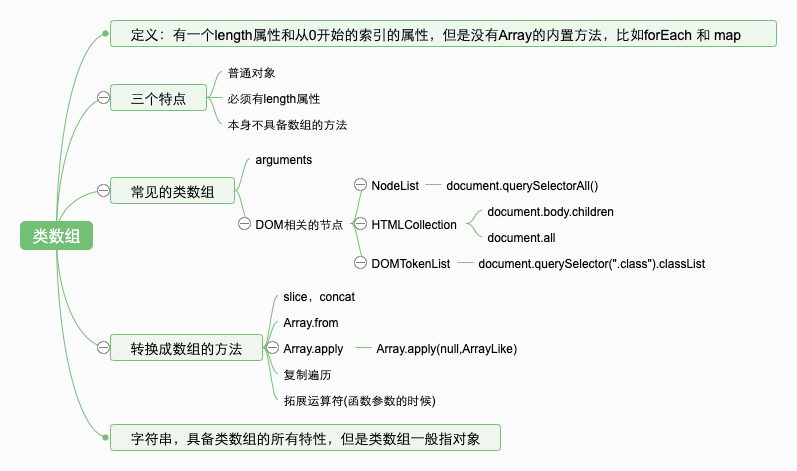 类数组
定义：有一个length属性和从0开始的索引的属性，但是没有Array的内置方法，比如forEach 和 map
三个特点
普通对象
必须有length属性
本身不具备数组的方法
常见的类数组
arguments
DOM相关的节点
NodeList
document.querySelectorAll()
HTMLCollection
document.body.children
document.all
DOMTokenList
document.querySelector(".class").classList
转换成数组的方法
slice，concat
Array.from
Array.apply
Array.apply(null,ArrayLike)
复制遍历
拓展运算符(函数参数的时候)
字符串，具备类数组的所有特性，但是类数组一般指对象